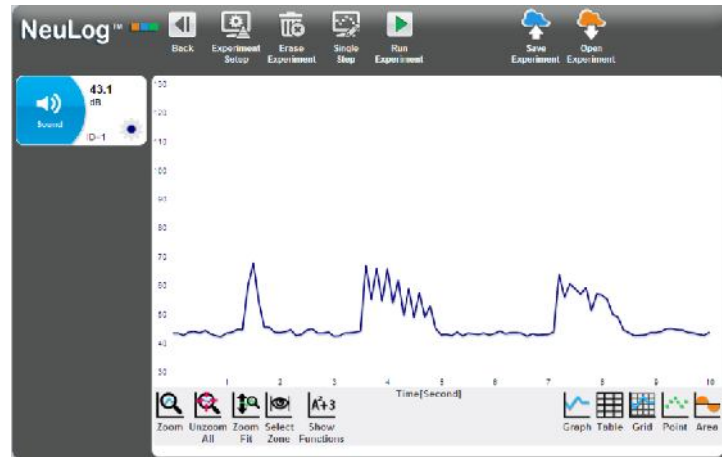 NeuLog™
Back
Experiment Setup
Erase Experiment
Single Step
Run Experiment
Save Experiment
Open Experiment
Sound
43.1
dB
ID=1
130
120
110
100
90
80
70
60
50
40
30
1 2 3 4 5 6 7 8 9 10
Time[Second]
Zoom
Unzoom All
Zoom Fit
Select Zone
A²+3
Show Functions
Graph
Table
Grid
Point
Area